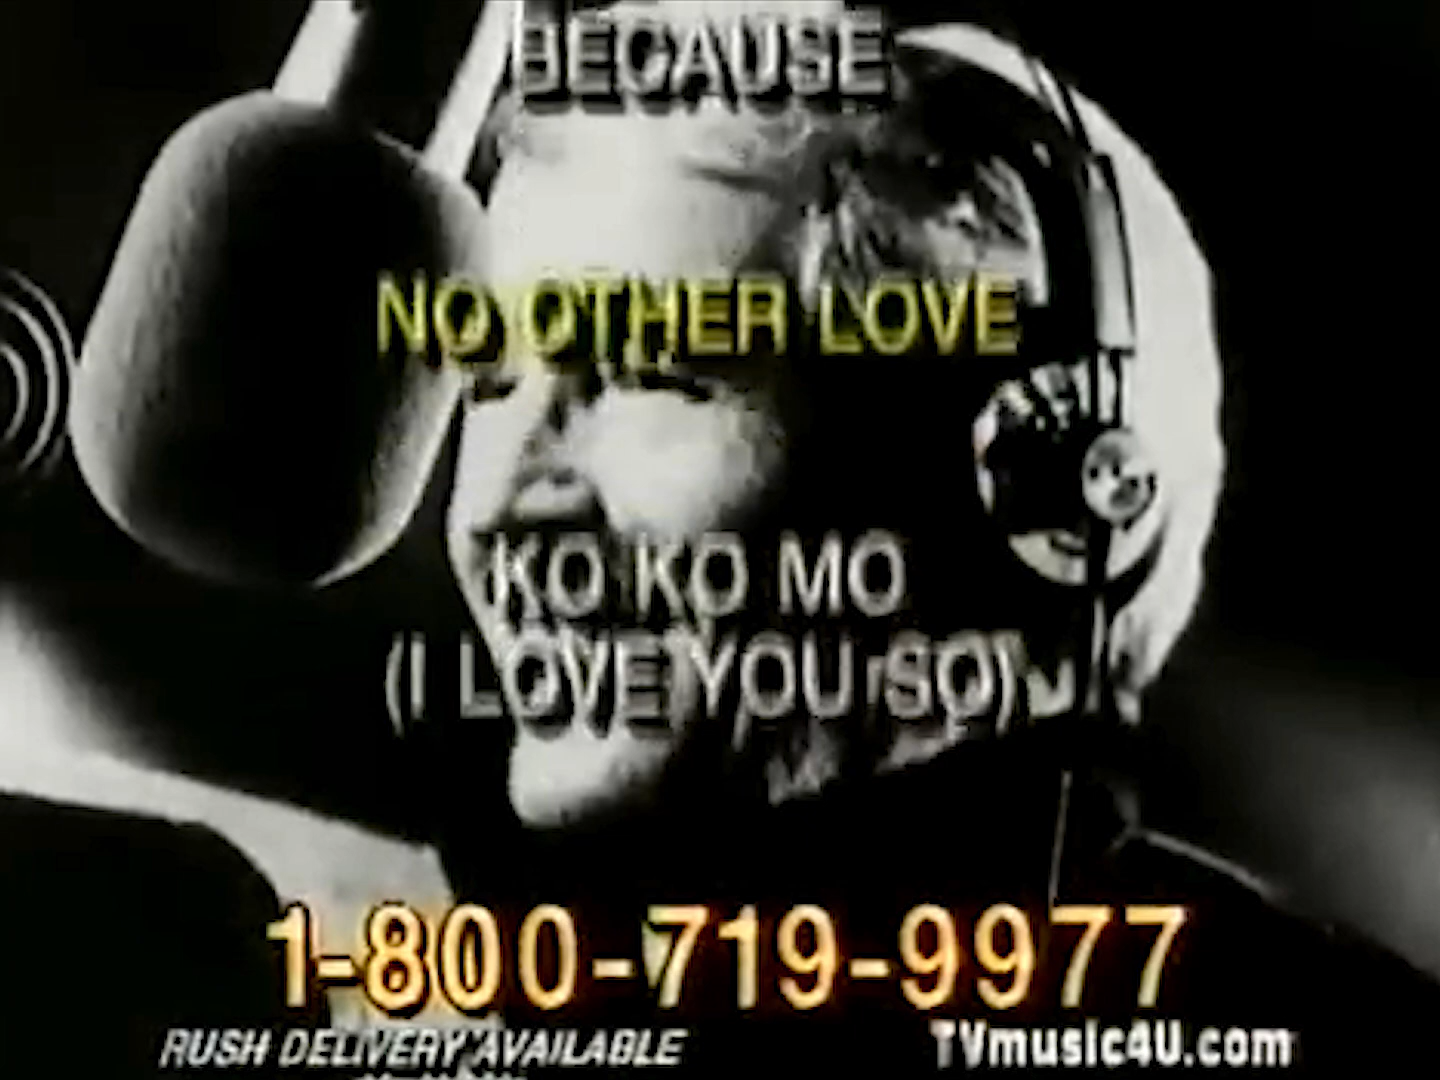 BECAUSE
NO OTHER LOVE
KO KO MO
(I LOVE YOU SO)
1-800-719-9977
RUSH DELIVERY AVAILABLE
TVmusic4U.com